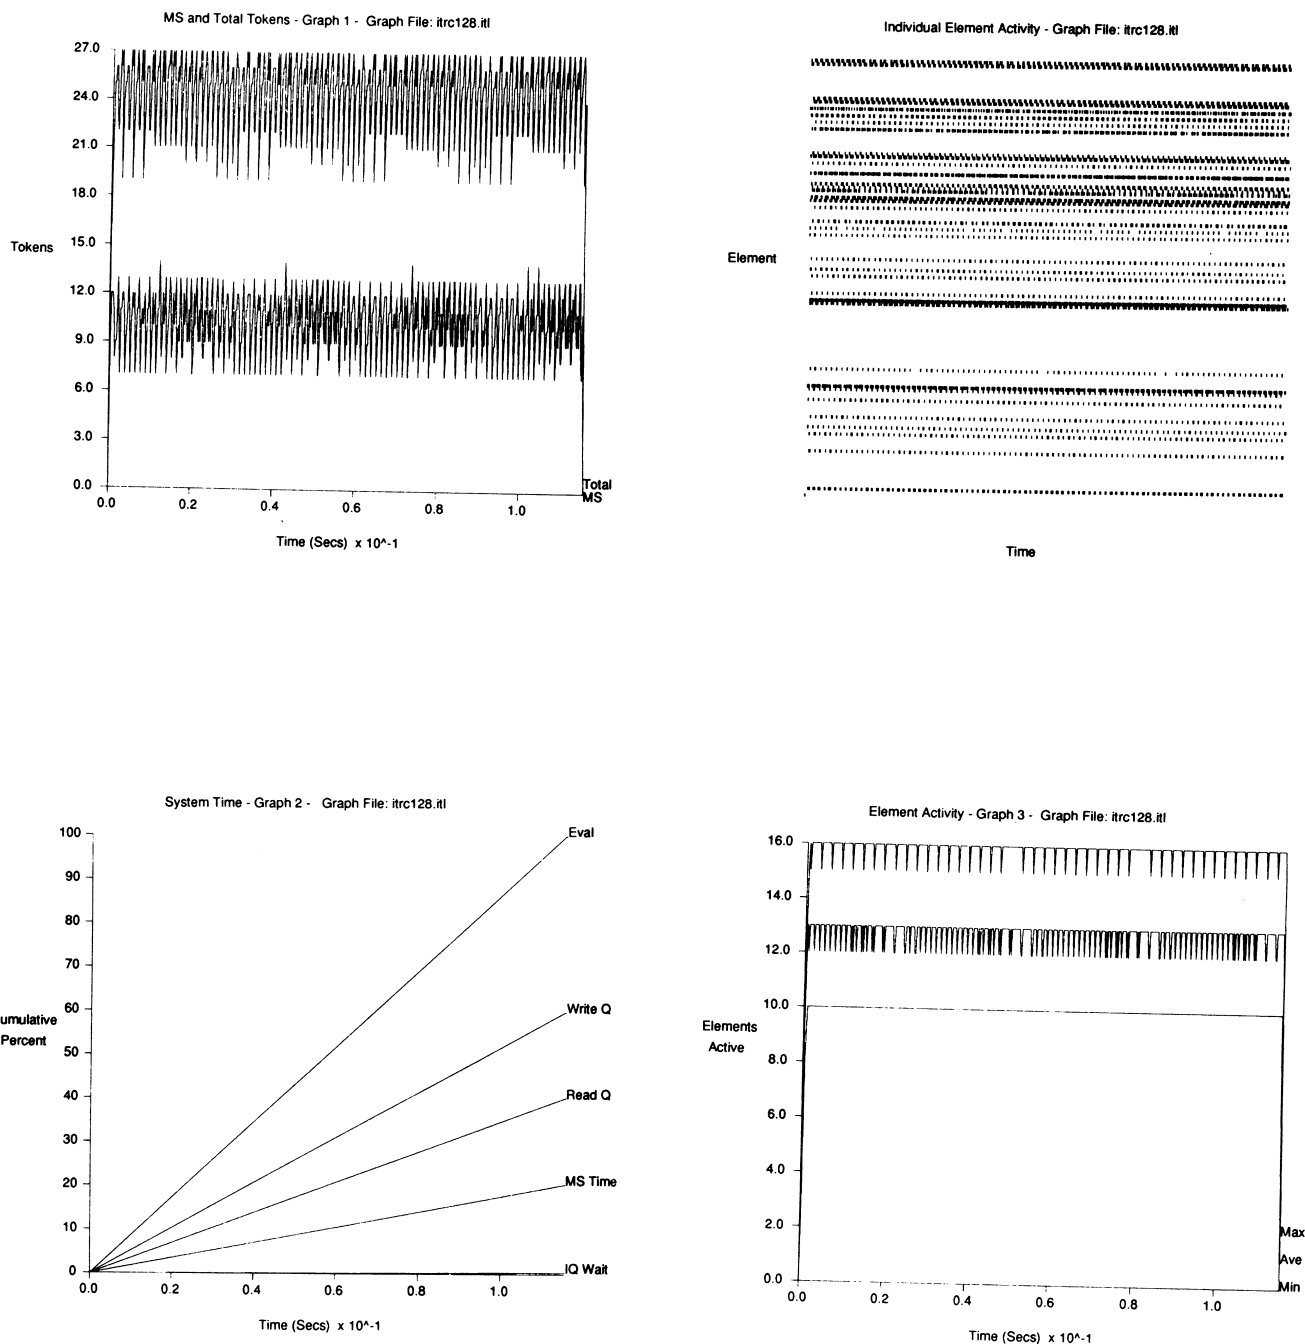 MS and Total Tokens - Graph 1 - Graph File: itrc128.itl
27.0
24.0
21.0
18.0
15.0
Tokens
12.0
9.0
6.0
3.0
0.0
0.0 0.2 0.4 0.6 0.8 1.0
Total
MS
Time (Secs) x 10^-1
Individual Element Activity - Graph File: itrc128.itl
Element
Time
System Time - Graph 2 - Graph File: itrc128.itl
100
90
80
70
60
50
40
30
20
10
0
umulative
Percent
Eval
Write Q
Read Q
MS Time
IQ Wait
0.0 0.2 0.4 0.6 0.8 1.0
Time (Secs) x 10^-1
Element Activity - Graph 3 - Graph File: itrc128.itl
16.0
14.0
12.0
10.0
Elements
Active
8.0
6.0
4.0
2.0
0.0
Max
Ave
Min
0.0 0.2 0.4 0.6 0.8 1.0
Time (Secs) x 10^-1